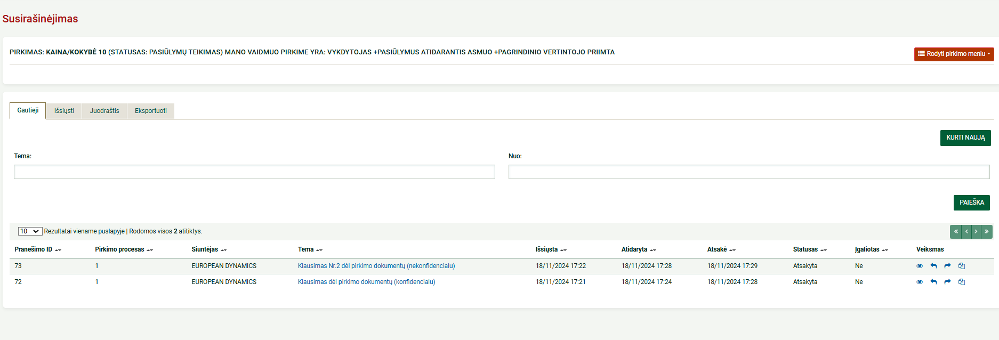 Susirašinėjimas
PIRKIMAS: KAINA/KOKYBĖ 10 (STATUSAS: PASIŪLYMŲ TEIKIMAS) MANO VAIDMUO PIRKIME YRA: VYKDYTOJAS +PASIŪLYMUS ATIDARANTIS ASMUO +PAGRINDINIO VERTINTOJO PRIIMTA
Rodyti pirkimo meniu
Gautieji Išsiųsti Juodraštis Eksportuoti
KURTI NAUJĄ
Tema: Nuo:
PAIEŠKA
10 Rezultatai viename puslapyje | Rodomos visos 2 atitiktys.
Pranešimo ID Pirkimo procesas Siuntėjas Tema Išsiųsta Atidaryta Atsakė Statusas Įgaliotas Veiksmas
73 1 EUROPEAN DYNAMICS Klausimas Nr.2 dėl pirkimo dokumentų (nekonfidencialu) 18/11/2024 17:22 18/11/2024 17:28 18/11/2024 17:29 Atsakyta Ne
72 1 EUROPEAN DYNAMICS Klausimas dėl pirkimo dokumentų (konfidencialu) 18/11/2024 17:21 18/11/2024 17:24 18/11/2024 17:28 Atsakyta Ne